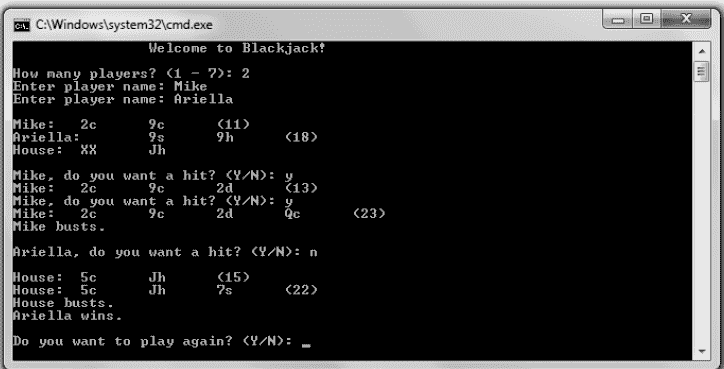 C:\Windows\system32\cmd.exe
Welcome to Blackjack!
How many players? (1 - 7): 2
Enter player name: Mike
Enter player name: Ariella
Mike: 2c 9c (11)
Ariella: 9s 9h (18)
House: XX Jh
Mike, do you want a hit? (Y/N): y
Mike: 2c 9c 2d (13)
Mike, do you want a hit? (Y/N): y
Mike: 2c 9c 2d Qc (23)
Mike busts.
Ariella, do you want a hit? (Y/N): n
House: 5c Jh (15)
House: 5c Jh 7s (22)
House busts.
Ariella wins.
Do you want to play again? (Y/N): _